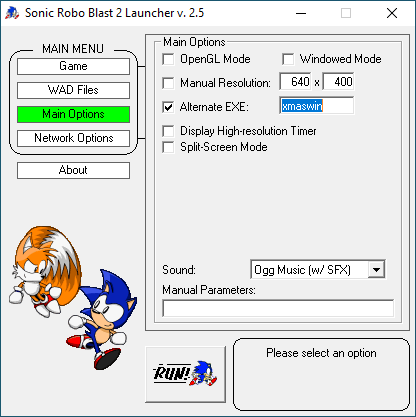 Sonic Robo Blast 2 Launcher v. 2.5
MAIN MENU
Game
WAD Files
Main Options
Network Options
About
Main Options
OpenGL Mode
Windowed Mode
Manual Resolution:
640 x 400
Alternate EXE:
xmaswin
Display High-resolution Timer
Split-Screen Mode
Sound:
Ogg Music (w/ SFX)
Manual Parameters:
RUN!
Please select an option